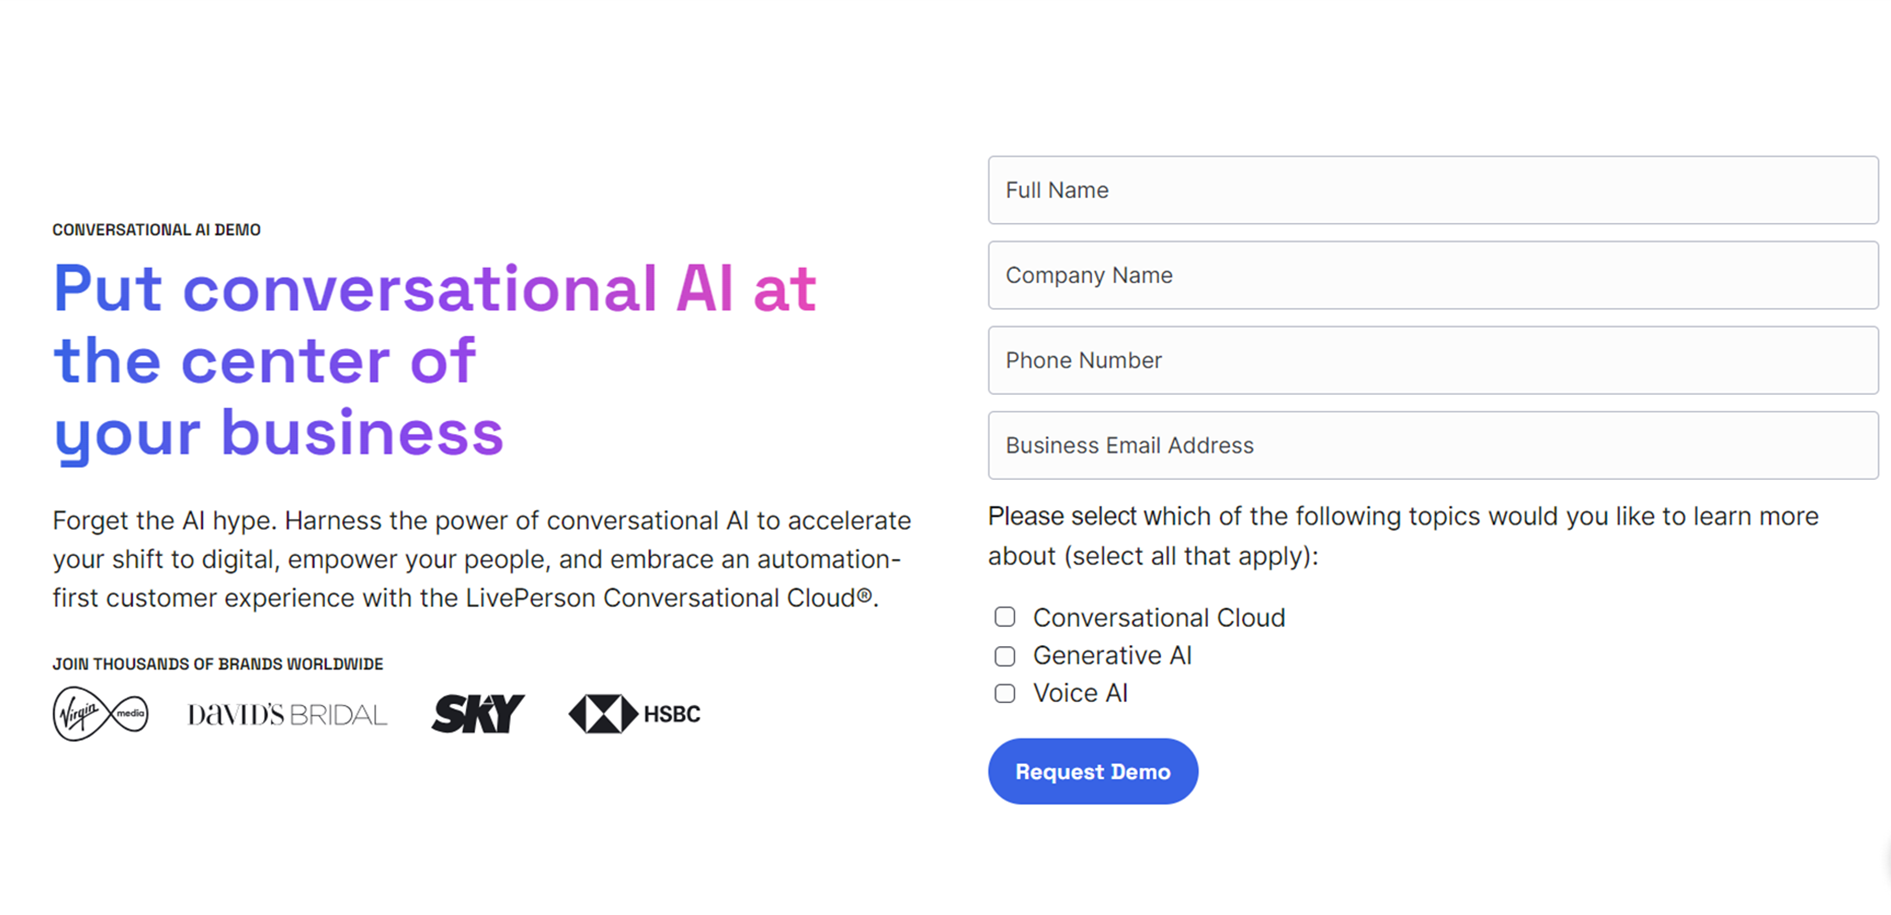 CONVERSATIONAL AI DEMO
Put conversational AI at
the center of
your business
Forget the AI hype. Harness the power of conversational AI to accelerate
your shift to digital, empower your people, and embrace an automation-
first customer experience with the LivePerson Conversational Cloud®.
JOIN THOUSANDS OF BRANDS WORLDWIDE
Virgin media DAVID'S BRIDAL SKY HSBC
Full Name
Company Name
Phone Number
Business Email Address
Please select which of the following topics would you like to learn more
about (select all that apply):
Conversational Cloud
Generative AI
Voice AI
Request Demo